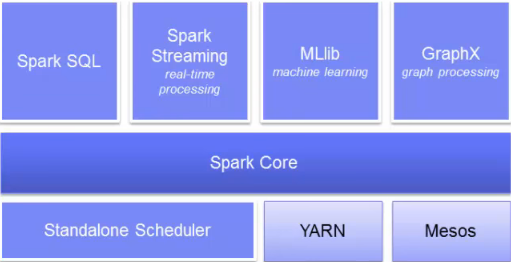 Spark SQL
Spark
Streaming
real-time
processing
MLlib
machine learning
GraphX
graph processing
Spark Core
Standalone Scheduler
YARN
Mesos